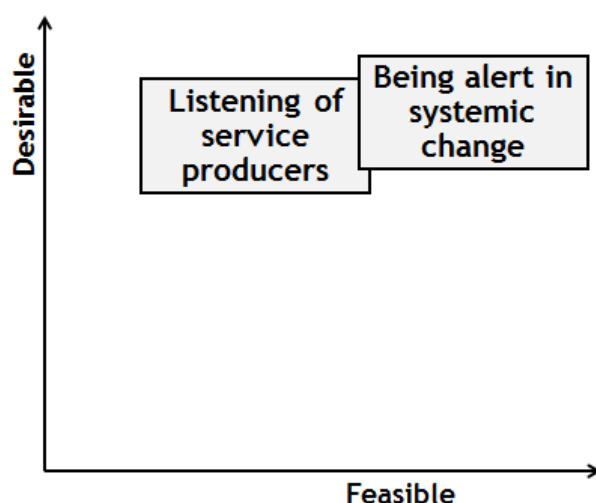 Desirable
Listening of
service
producers
Being alert in
systemic
change
Feasible